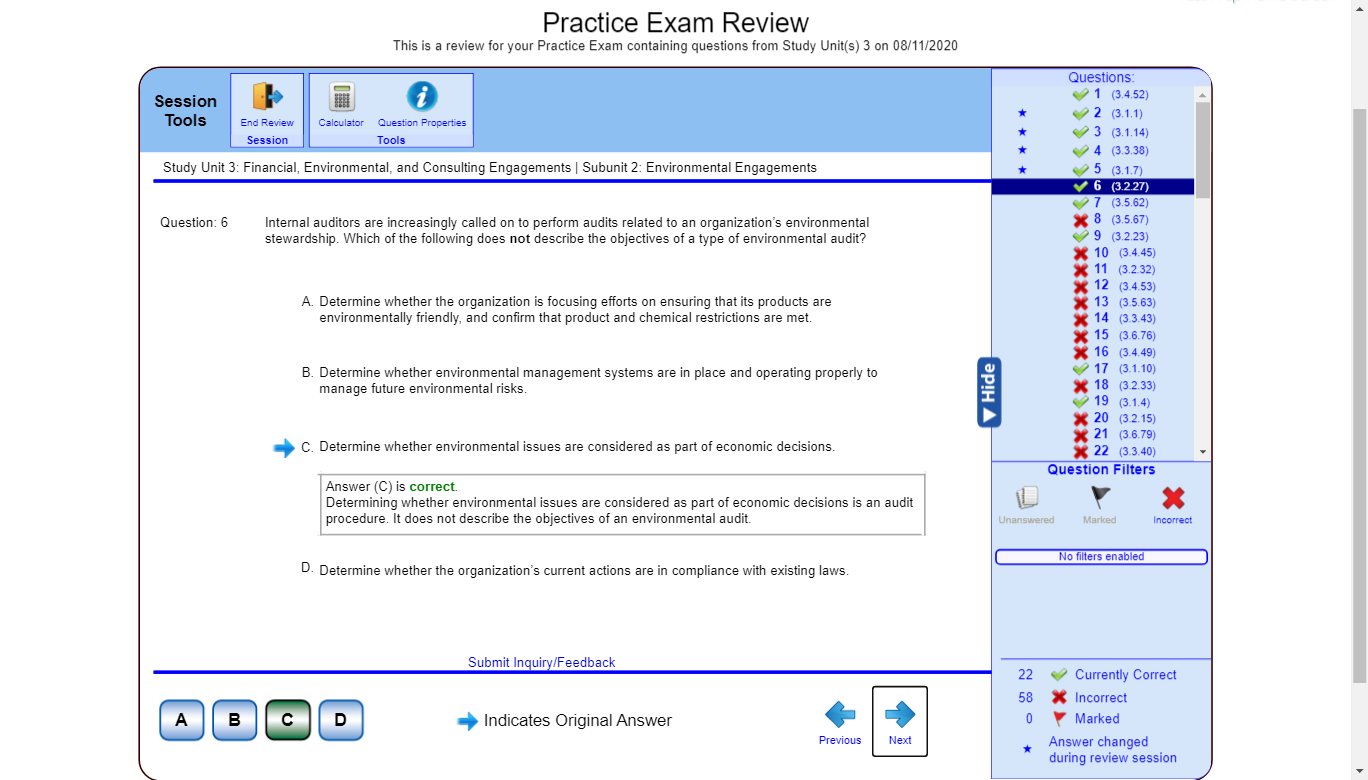 Practice Exam Review
This is a review for your Practice Exam containing questions from Study Unit(s) 3 on 08/11/2020
Session
Tools
End Review
Session
Calculator
Question Properties
Tools
Study Unit 3: Financial, Environmental, and Consulting Engagements | Subunit 2: Environmental Engagements
Question: 6
Internal auditors are increasingly called on to perform audits related to an organization's environmental
stewardship. Which of the following does not describe the objectives of a type of environmental audit?
A. Determine whether the organization is focusing efforts on ensuring that its products are
environmentally friendly, and confirm that product and chemical restrictions are met.
B. Determine whether environmental management systems are in place and operating properly to
manage future environmental risks.
C. Determine whether environmental issues are considered as part of economic decisions.
Answer (C) is correct.
Determining whether environmental issues are considered as part of economic decisions is an audit
procedure. It does not describe the objectives of an environmental audit.
D. Determine whether the organization's current actions are in compliance with existing laws.
Submit Inquiry/Feedback
A
B
C
D
Indicates Original Answer
Previous
Next
Hide
Questions:
1 (3.4.52)
2 (3.1.1)
3 (3.1.14)
4 (3.3.38)
5 (3.1.7)
6 (3.2.27)
7 (3.5.62)
8 (3.5.67)
9 (3.2.23)
10 (3.4.45)
11 (3.2.32)
12 (3.4.53)
13 (3.5.63)
14 (3.3.43)
15 (3.6.76)
16 (3.4.49)
17 (3.1.10)
18 (3.2.33)
19 (3.1.4)
20 (3.2.15)
21 (3.6.79)
22 (3.3.40)
Question Filters
Unanswered
Marked
Incorrect
No filters enabled
22 Currently Correct
58 Incorrect
0 Marked
Answer changed
during review session